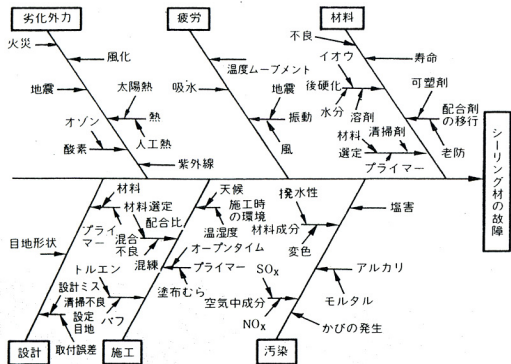 劣化外力
疲労
材料
火災
風化
地震
太陽熱
熱
人工熱
オゾン
酸素
紫外線
温度ムーブメント
吸水
地震
振動
風
不良
寿命
イオウ
後硬化
水分
溶剤
可塑剤
配合剤
の移行
老防
材料
清掃剤
選定
プライマー
シーリング材の故障
材料
材料選定
プライ
マー
目地形状
設計ミス
清掃不良
設定
目地
取付誤差
設計
天候
施工時
の環境
温湿度
配合比
混合
不良
混練
オープンタイム
プライマー
塗布むら
トルエン
バフ
施工
撥水性
材料成分
変色
塩害
SOx
空気中成分
NOx
アルカリ
モルタル
かびの発生
汚染